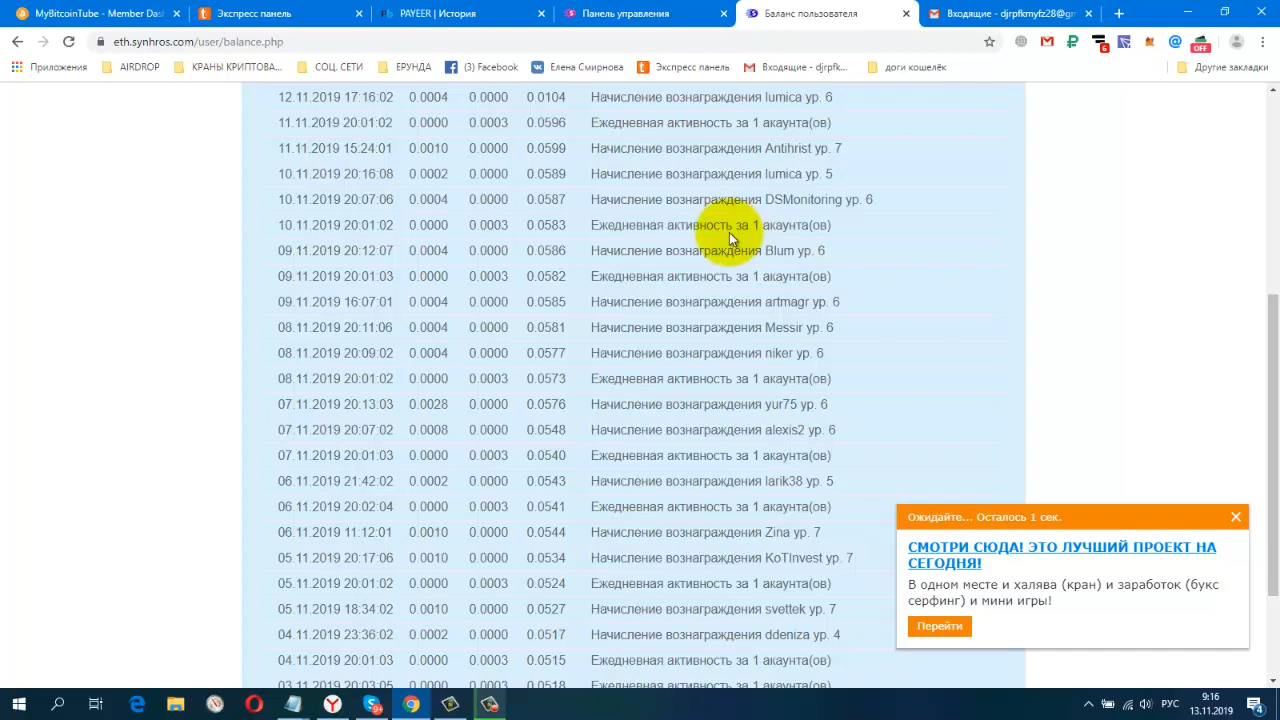 MyBitcoinTube - Member Dash
Экспресс панель
PAYEER | История
Панель управления
Баланс пользователя
Входящие - djrpfkmyfz28@gm
eth.synhros.com/user/balance.php
6
OFF
Приложения
AIRDROP
КРАНЫ КРИПТОВА...
СОЦ. СЕТИ
ЕРУНДА
(3) Facebook
Елена Смирнова
Экспресс панель
Входящие - djrpfk...
доги кошелёк
Другие закладки
12.11.2019 17:16:02 0.0004 0.0000 0.0104 Начисление вознаграждения lumica ур. 6
11.11.2019 20:01:02 0.0000 0.0003 0.0596 Ежедневная активность за 1 акаунта(ов)
11.11.2019 15:24:01 0.0010 0.0000 0.0599 Начисление вознаграждения Antihrist ур. 7
10.11.2019 20:16:08 0.0002 0.0000 0.0589 Начисление вознаграждения lumica ур. 5
10.11.2019 20:07:06 0.0004 0.0000 0.0587 Начисление вознаграждения DSMonitoring ур. 6
10.11.2019 20:01:02 0.0000 0.0003 0.0583 Ежедневная активность за 1 акаунта(ов)
09.11.2019 20:12:07 0.0004 0.0000 0.0586 Начисление вознаграждения Blum ур. 6
09.11.2019 20:01:03 0.0000 0.0003 0.0582 Ежедневная активность за 1 акаунта(ов)
09.11.2019 16:07:01 0.0004 0.0000 0.0585 Начисление вознаграждения artmagr ур. 6
08.11.2019 20:11:06 0.0004 0.0000 0.0581 Начисление вознаграждения Messir ур. 6
08.11.2019 20:09:02 0.0004 0.0000 0.0577 Начисление вознаграждения niker ур. 6
08.11.2019 20:01:02 0.0000 0.0003 0.0573 Ежедневная активность за 1 акаунта(ов)
07.11.2019 20:13:03 0.0028 0.0000 0.0576 Начисление вознаграждения yur75 ур. 6
07.11.2019 20:07:02 0.0008 0.0000 0.0548 Начисление вознаграждения alexis2 ур. 6
07.11.2019 20:01:03 0.0000 0.0003 0.0540 Ежедневная активность за 1 акаунта(ов)
06.11.2019 21:42:02 0.0002 0.0000 0.0543 Начисление вознаграждения larik38 ур. 5
06.11.2019 20:02:04 0.0000 0.0003 0.0541 Ежедневная активность за 1 акаунта(ов)
06.11.2019 11:12:01 0.0010 0.0000 0.0544 Начисление вознаграждения Zina ур. 7
05.11.2019 20:17:06 0.0010 0.0000 0.0534 Начисление вознаграждения KoTInvest ур. 7
05.11.2019 20:01:02 0.0000 0.0003 0.0524 Ежедневная активность за 1 акаунта(ов)
05.11.2019 18:34:02 0.0010 0.0000 0.0527 Начисление вознаграждения svettek ур. 7
04.11.2019 23:36:02 0.0002 0.0000 0.0517 Начисление вознаграждения ddeniza ур. 4
04.11.2019 20:01:03 0.0000 0.0003 0.0515 Ежедневная активность за 1 акаунта(ов)
03.11.2019 20:03:05 0.0000 0.0003 0.0518 Ежедневная активность за 1 акаунта(ов)
Ожидайте... Осталось 1 сек.
СМОТРИ СЮДА! ЭТО ЛУЧШИЙ ПРОЕКТ НА
СЕГОДНЯ!
В одном месте и халява (кран) и заработок (букс
серфинг) и мини игры!
Перейти
РУС
9:16
13.11.2019
4